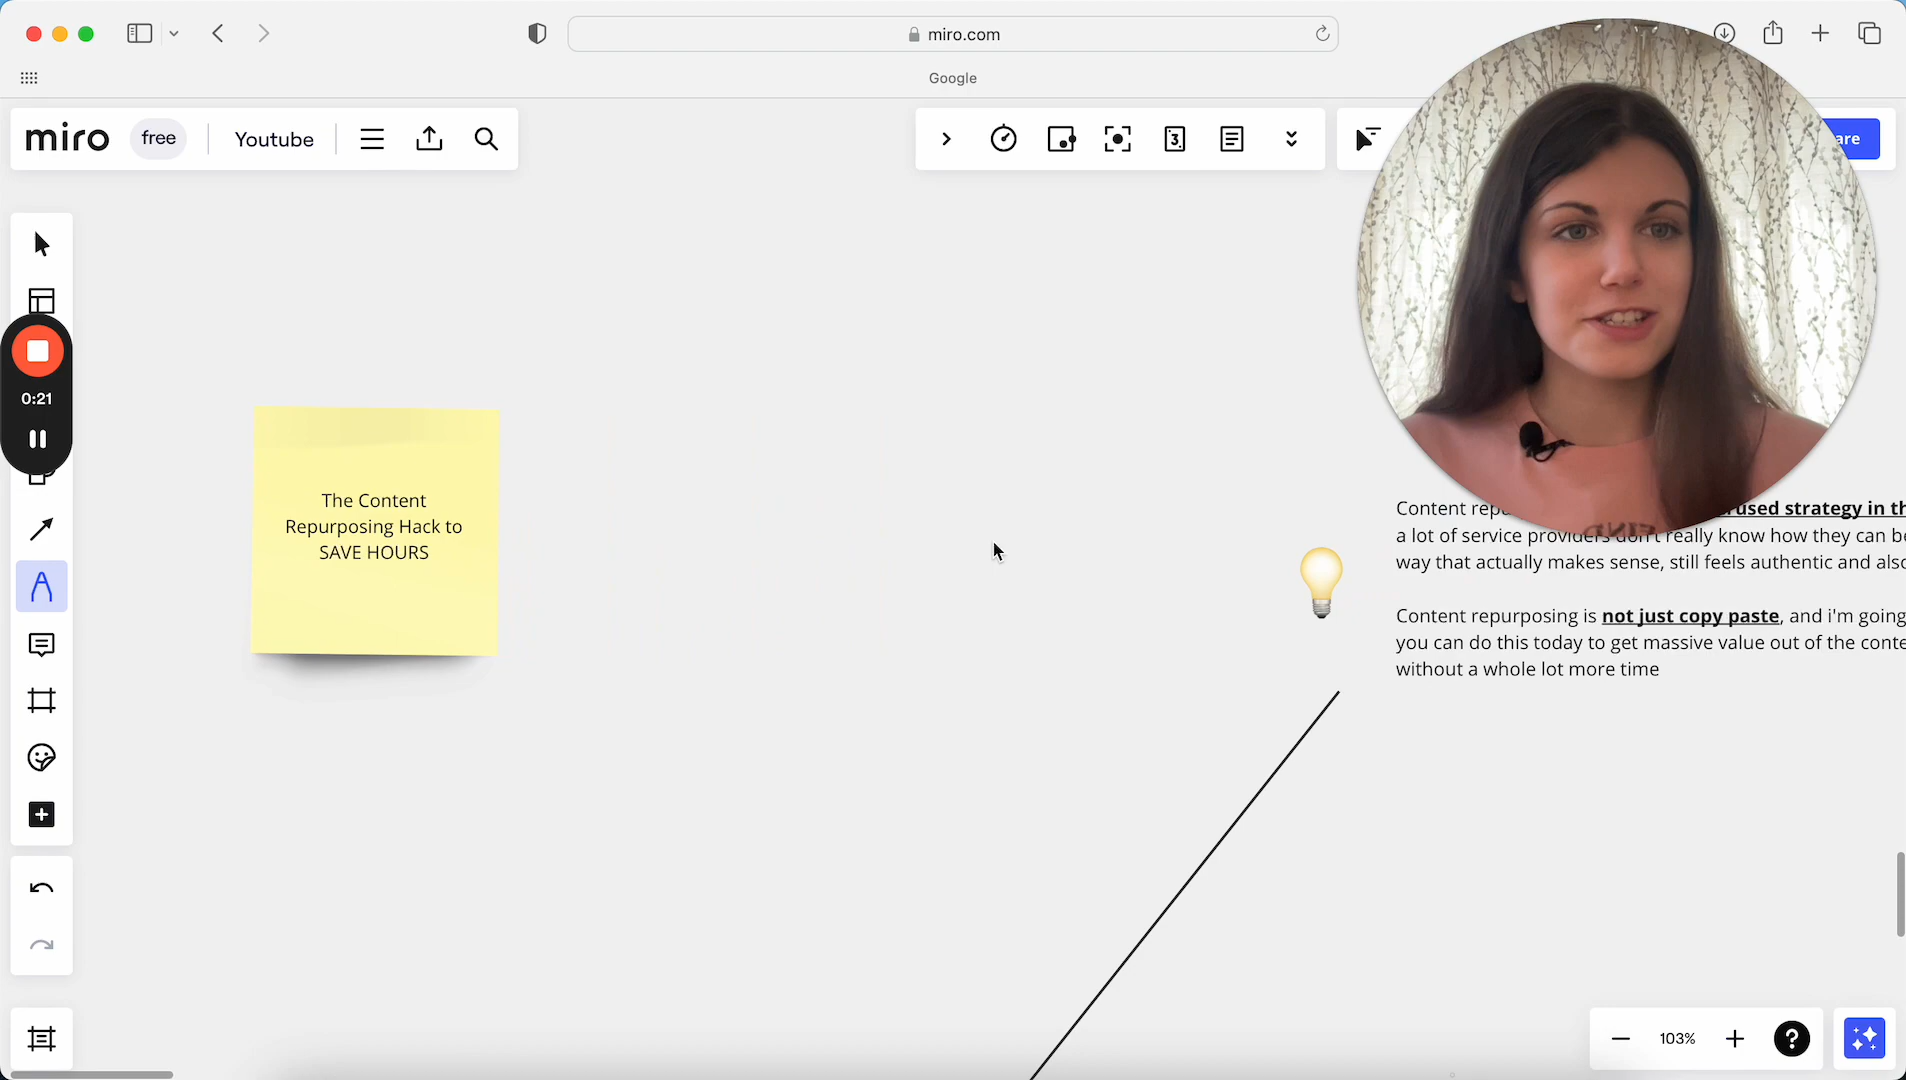 miro.com
Google
miro
free
Youtube
are
0:21
The Content
Repurposing Hack to
SAVE HOURS
Content rep used strategy in th
a lot of service providers don't really know how they can be
way that actually makes sense, still feels authentic and also
Content repurposing is not just copy paste, and i'm going
you can do this today to get massive value out of the conte
without a whole lot more time
103%